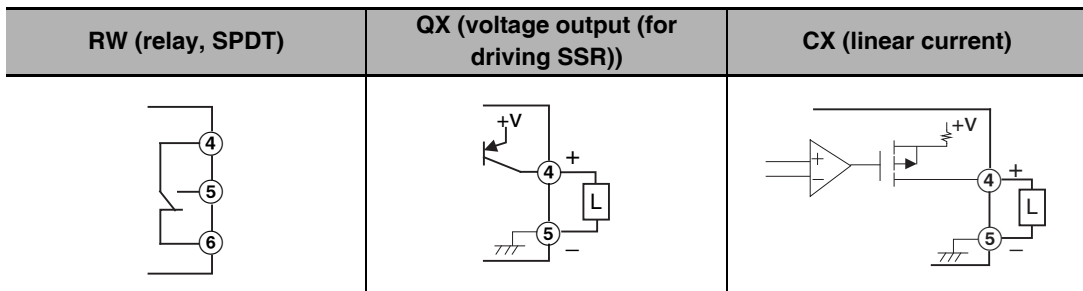 RW (relay, SPDT)
QX (voltage output (for
driving SSR))
CX (linear current)
4
5
6
+V
4
+
L
5
–
+
–
+V
4
+
L
5
–